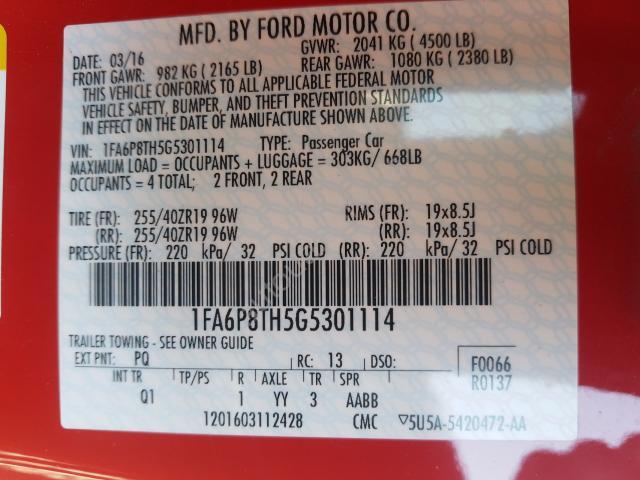 MFD. BY FORD MOTOR CO.
DATE: 03/16 GVWR: 2041 KG (4500 LB)
FRONT GAWR: 982 KG (2165 LB) REAR GAWR: 1080 KG (2380 LB)
THIS VEHICLE CONFORMS TO ALL APPLICABLE FEDERAL MOTOR
VEHICLE SAFETY, BUMPER, AND THEFT PREVENTION STANDARDS
IN EFFECT ON THE DATE OF MANUFACTURE SHOWN ABOVE.
VIN: 1FA6P8TH5G5301114 TYPE: Passenger Car
MAXIMUM LOAD = OCCUPANTS + LUGGAGE = 303KG/ 668LB
OCCUPANTS = 4 TOTAL; 2 FRONT, 2 REAR
TIRE (FR): 255/40ZR19 96W RIMS (FR): 19x8.5J
(RR): 255/40ZR19 96W (RR): 19x8.5J
PRESSURE (FR): 220 kPa/ 32 PSI COLD (RR): 220 kPa/ 32 PSI COLD
1FA6P8TH5G5301114
TRAILER TOWING - SEE OWNER GUIDE
EXT PNT: PQ RC: 13 DSO: F0066
R0137
INT TR TP/PS R AXLE TR SPR
Q1 1 YY 3 AABB
1201603112428 CMC 5U5A-5420472-AA